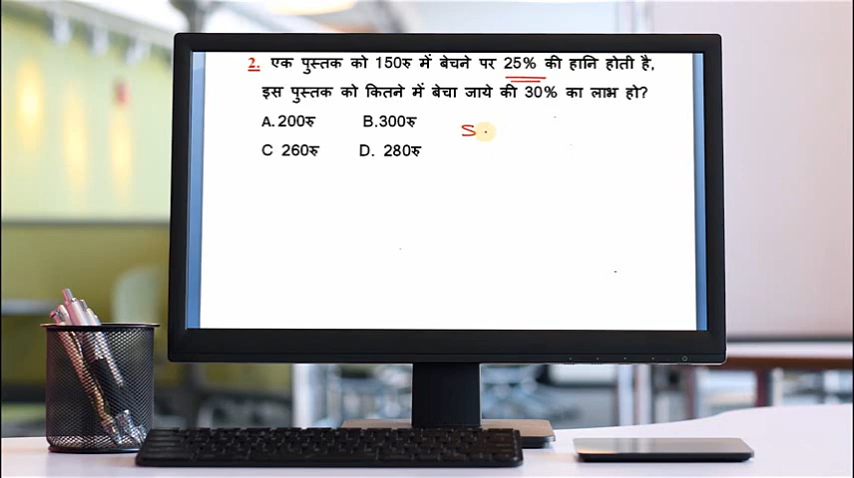 2. एक पुस्तक को 150रु में बेचने पर 25% की हानि होती है,
इस पुस्तक को कितने में बेचा जाये की 30% का लाभ हो?
A. 200रु B.300रु
S.
C 260रु D. 280रु